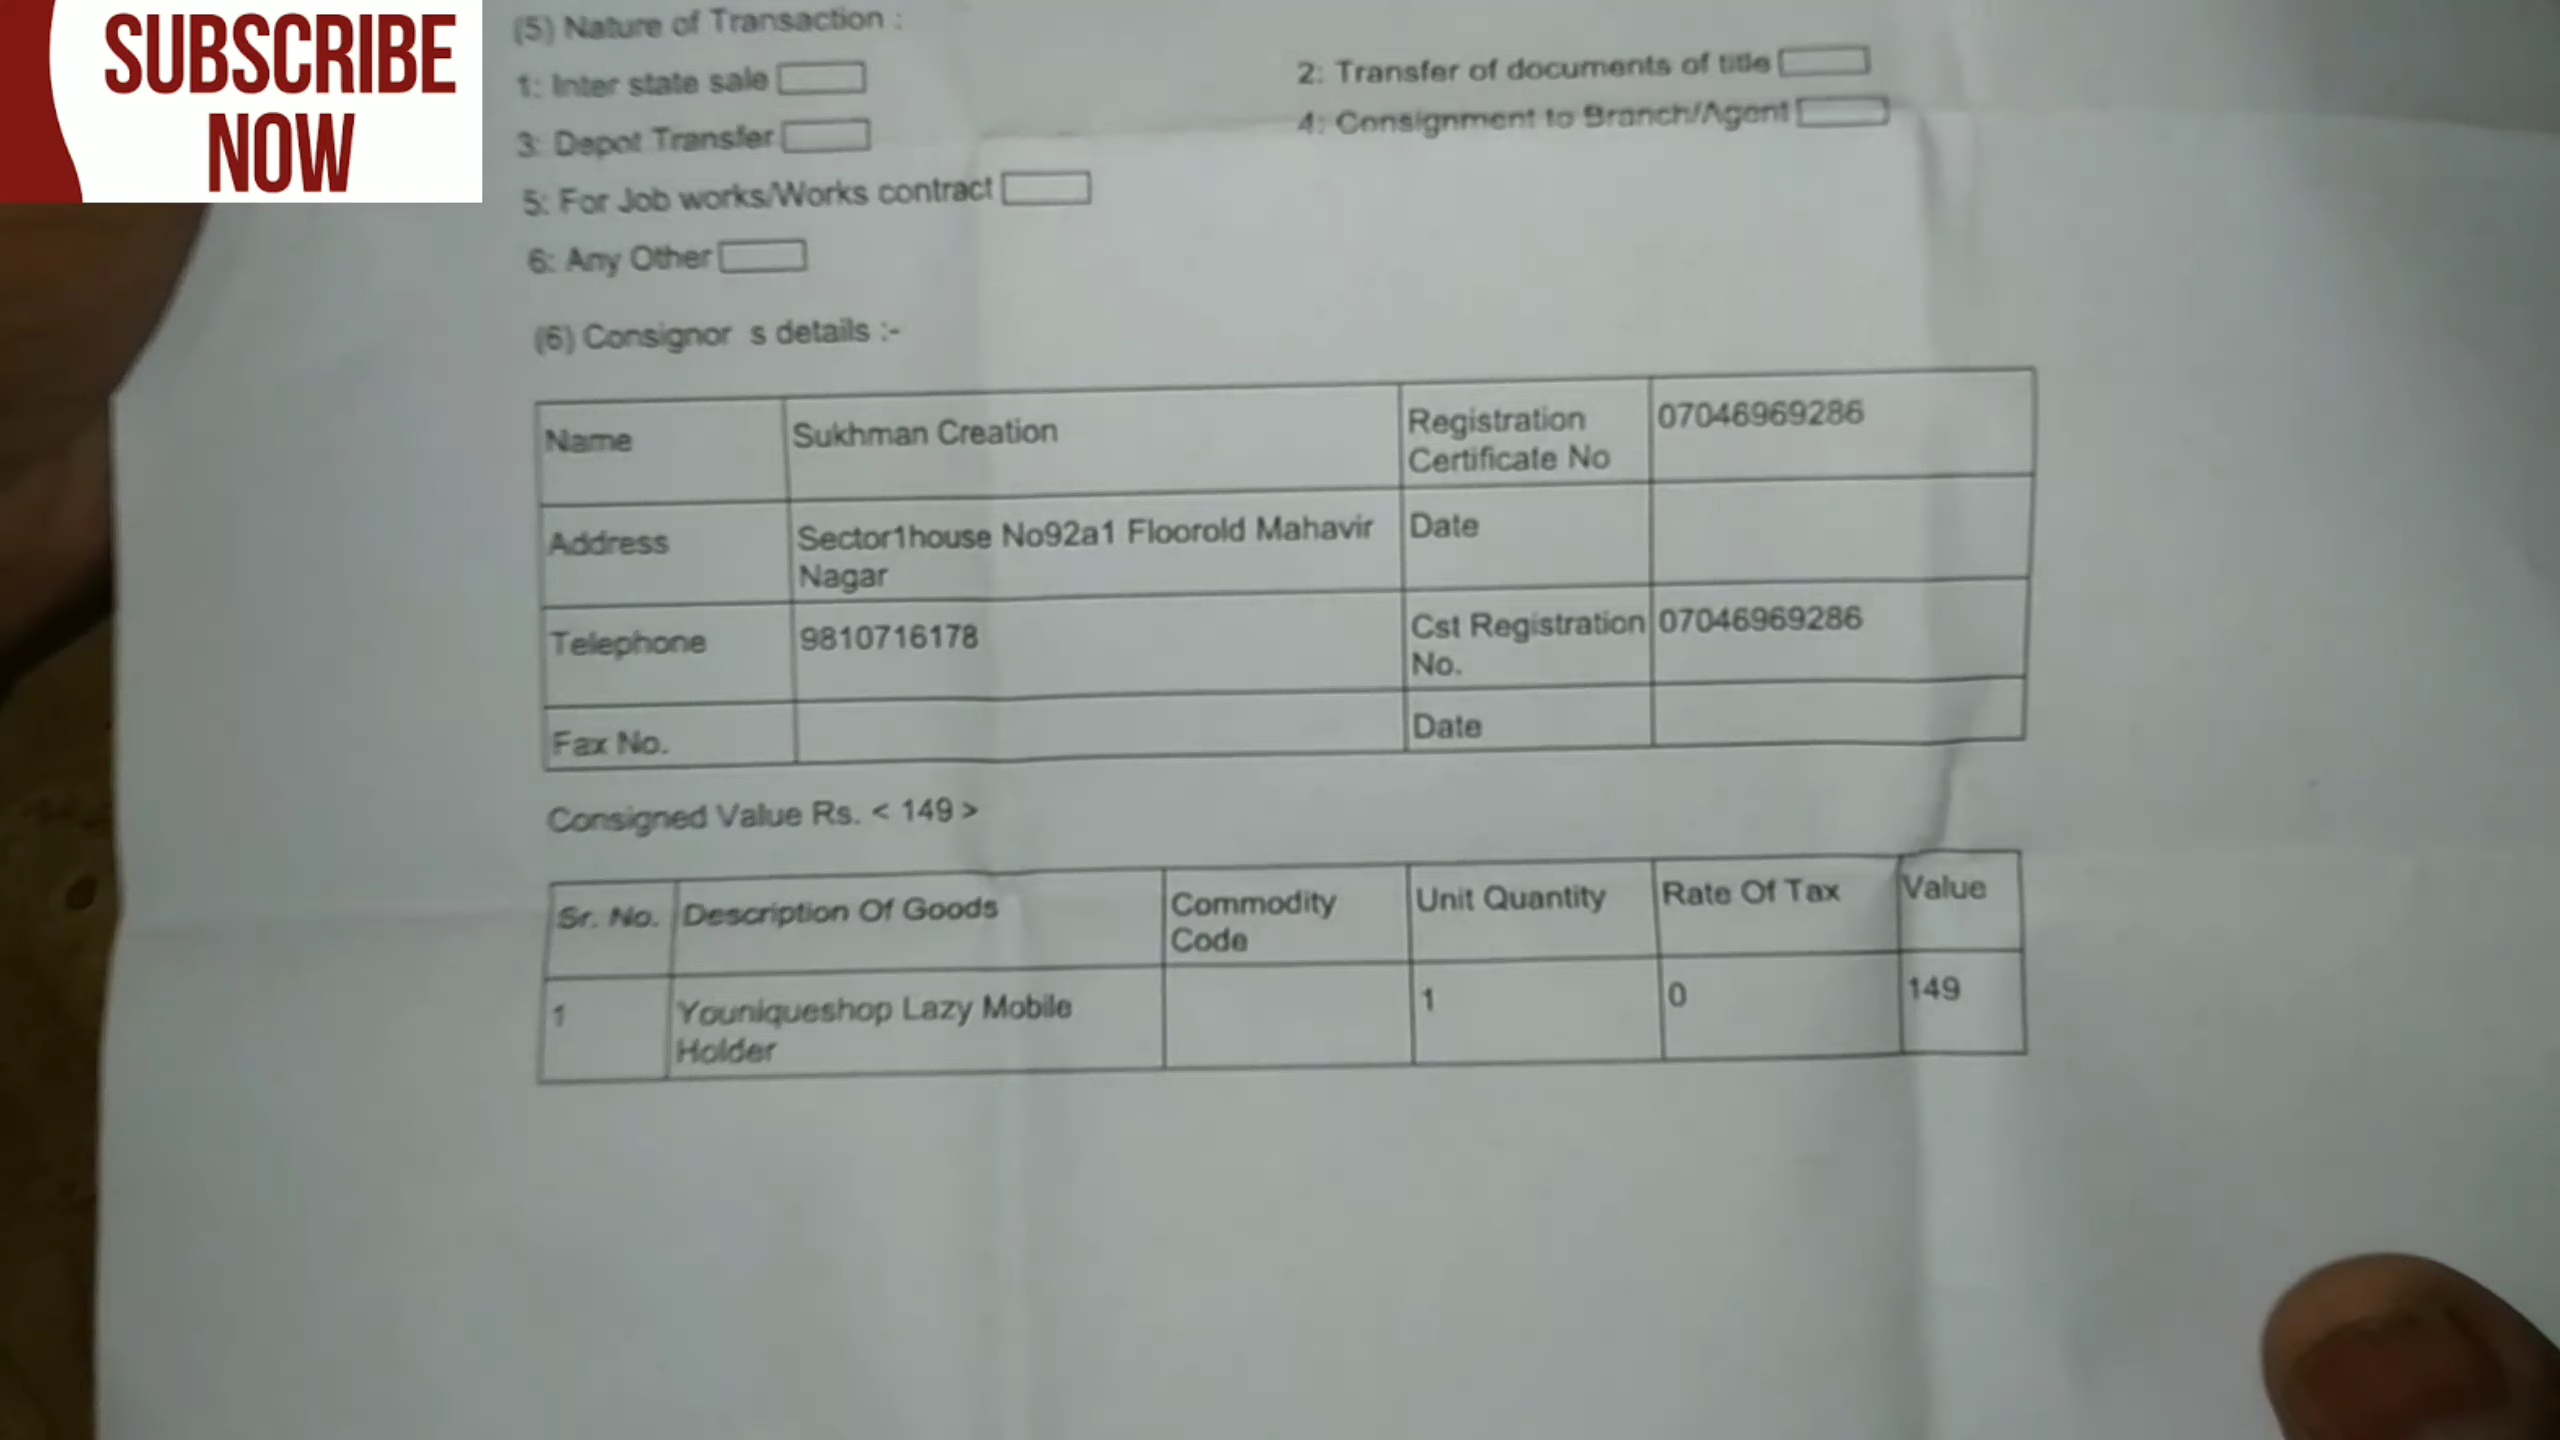 SUBSCRIBE
NOW
(5) Nature of Transaction :
1: Inter state sale
2: Transfer of documents of title
3: Depot Transfer
4: Consignment to Branch/Agent
5: For Job works/Works contract
6: Any Other
(6) Consignor s details :-
Name
Sukhman Creation
Registration
Certificate No
07046969286
Address
Sector1house No92a1 Floorold Mahavir
Nagar
Date
Telephone
9810716178
Cst Registration
No.
07046969286
Fax No.
Date
Consigned Value Rs. < 149 >
Sr. No.
Description Of Goods
Commodity
Code
Unit Quantity
Rate Of Tax
Value
1
Youniqueshop Lazy Mobile
Holder
1
0
149